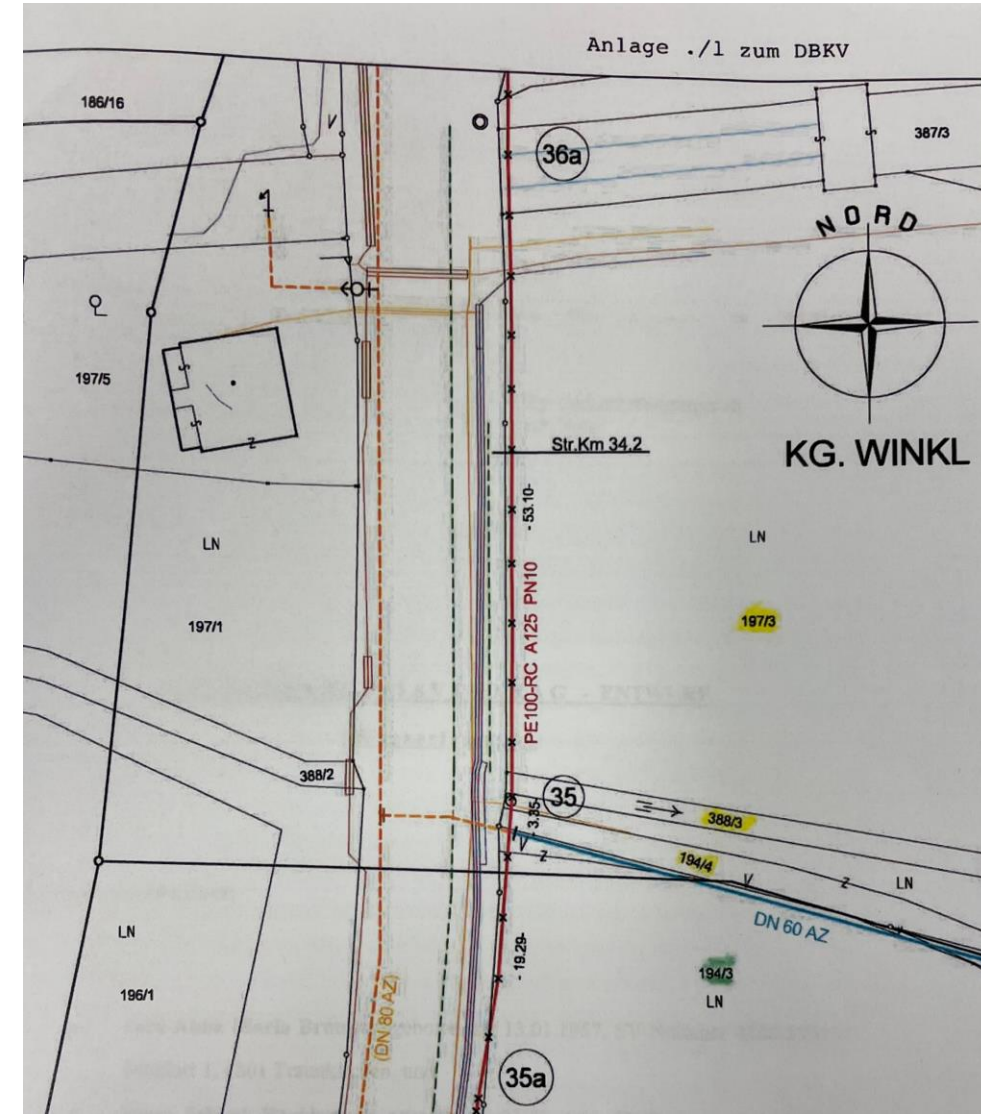 Anlage ./1 zum DBKV
186/16
V
36a
S
S
387/3
NORD
1
V
197/5
S
S
Z
Str.Km 34.2
KG. WINKL
- 53.10-
LN
LN
PE100-RC A125 PN10
197/3
197/1
388/2
35
388/3
- 3.35-
V
Z
194/4
V
Z
LN
DN 60 AZ
LN
- 19.29-
194/3
LN
196/1
(DN 80 AZ)
35a